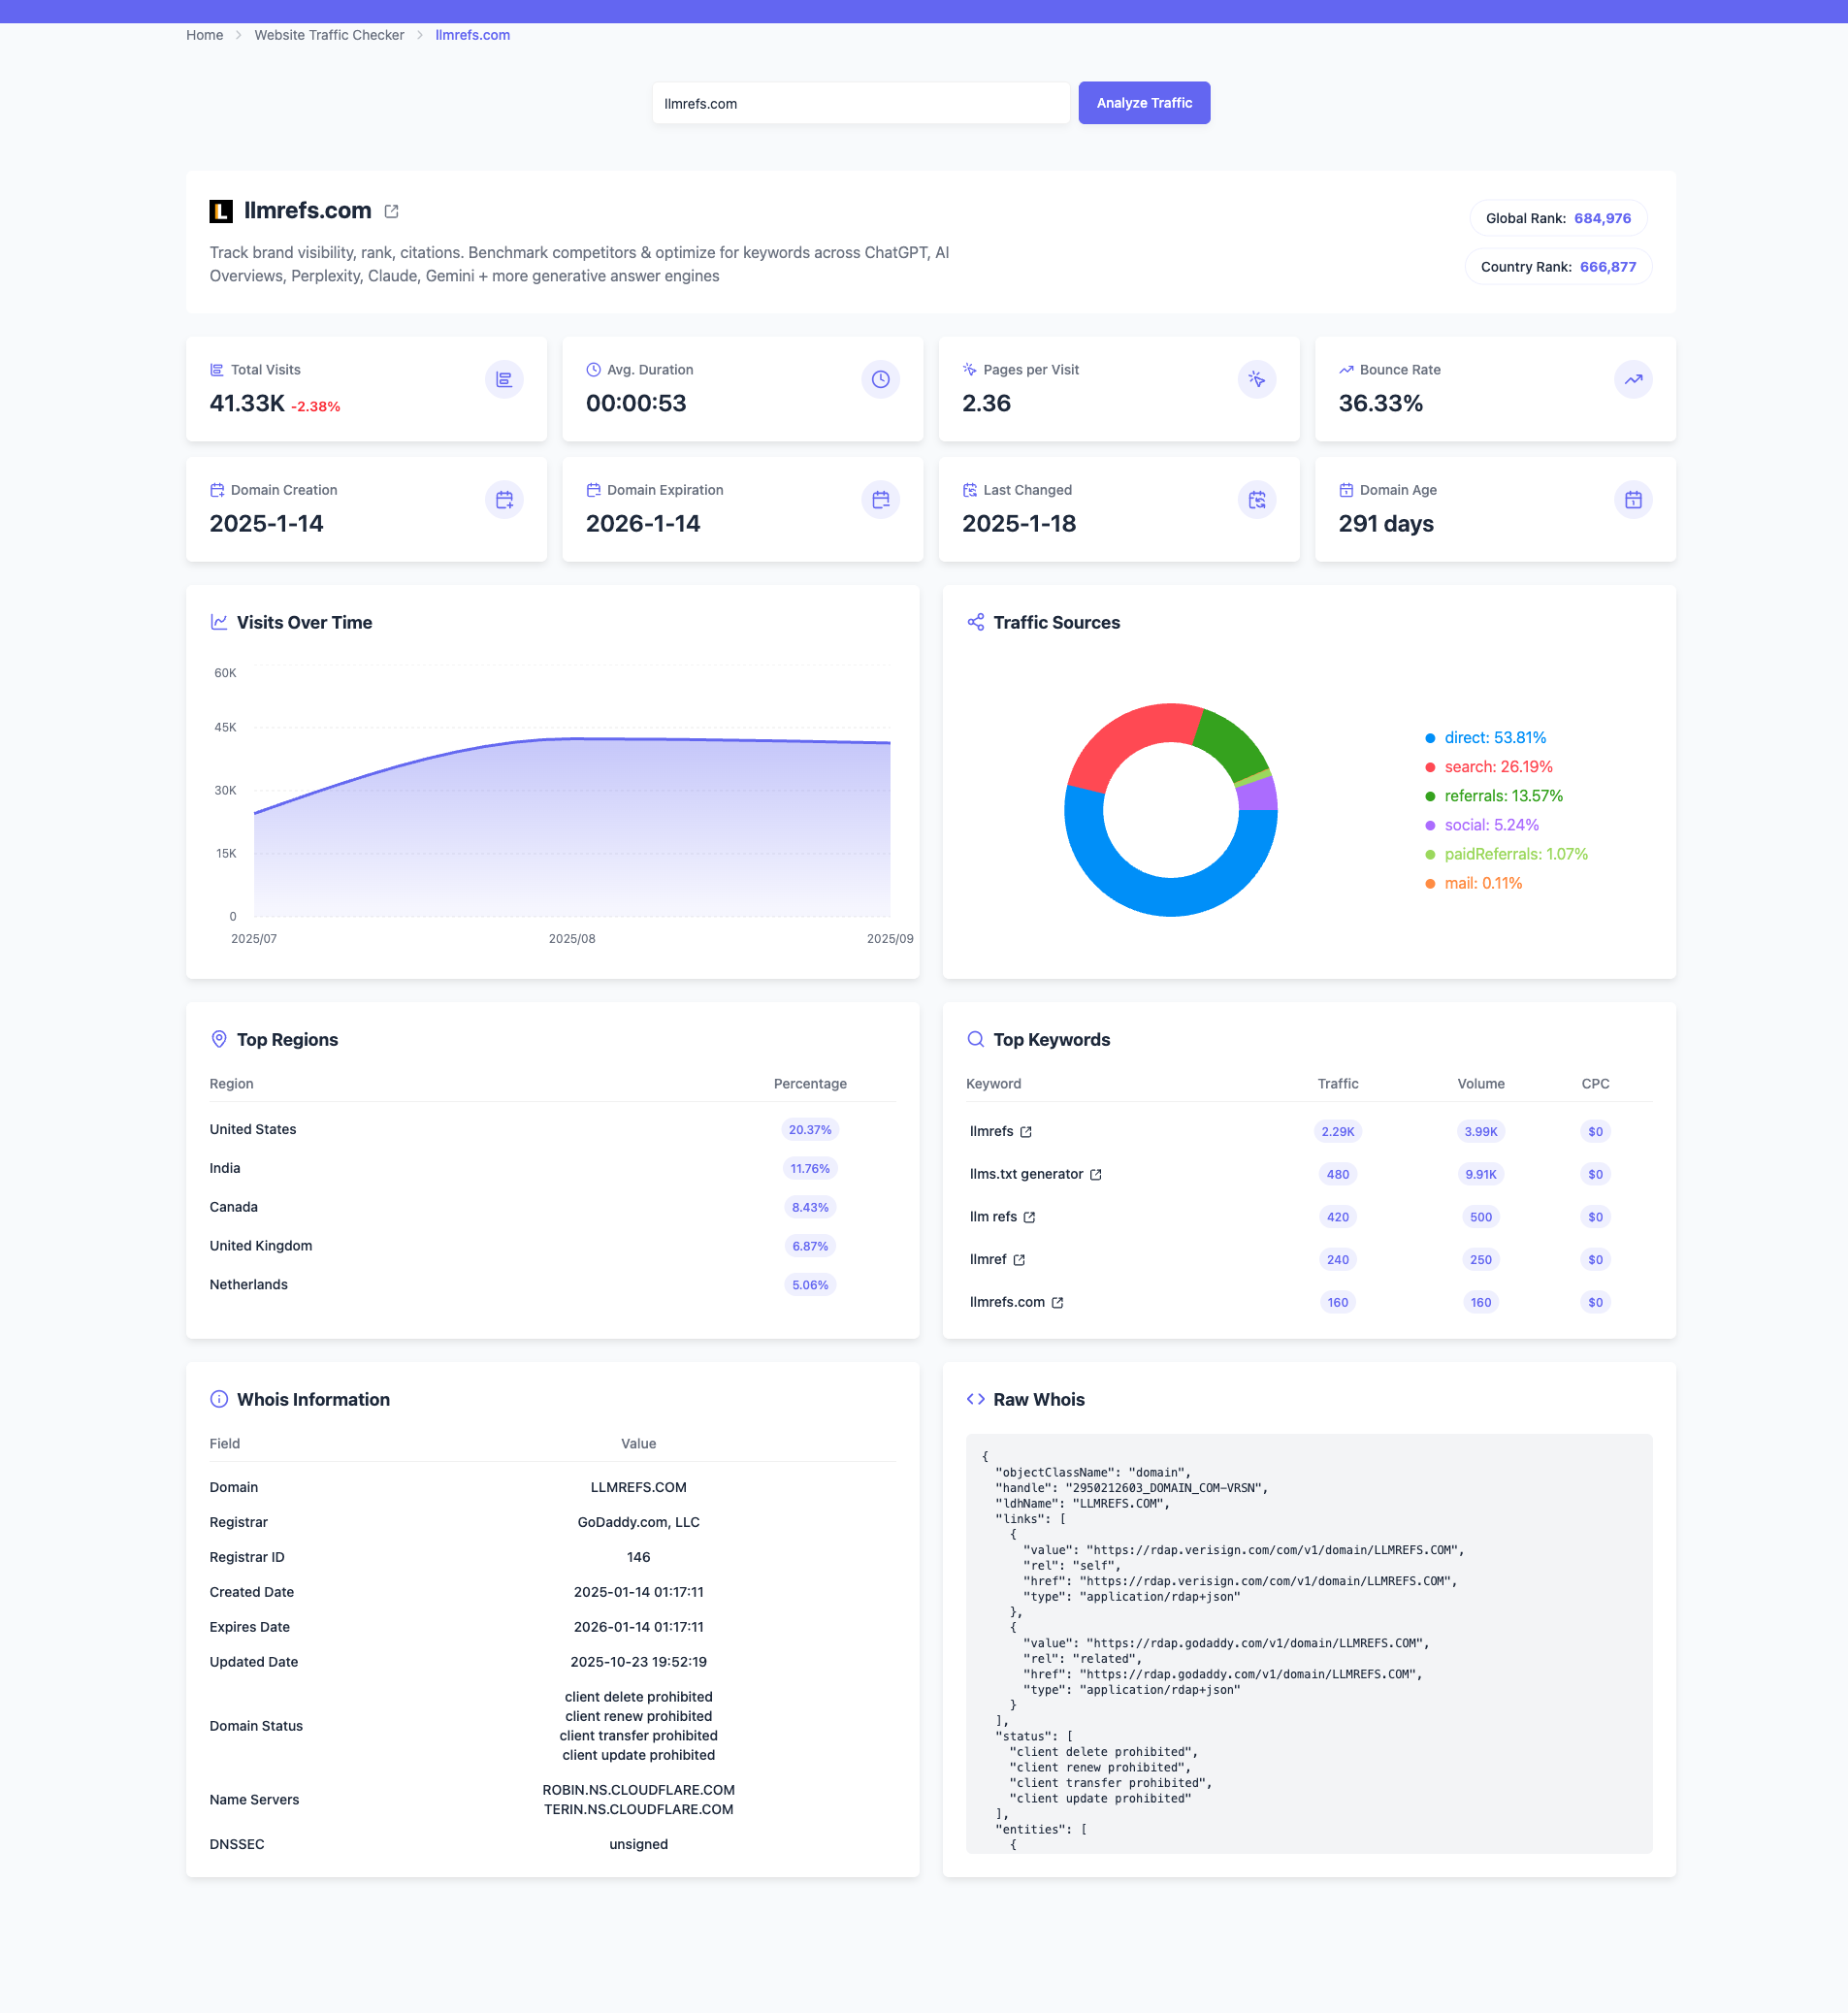 Home > Website Traffic Checker > llmrefs.com
llmrefs.com
Analyze Traffic
L llmrefs.com
Track brand visibility, rank, citations. Benchmark competitors & optimize for keywords across ChatGPT, AI
Overviews, Perplexity, Claude, Gemini + more generative answer engines
Global Rank: 684,976
Country Rank: 666,877
Total Visits
41.33K -2.38%
Avg. Duration
00:00:53
Pages per Visit
2.36
Bounce Rate
36.33%
Domain Creation
2025-1-14
Domain Expiration
2026-1-14
Last Changed
2025-1-18
Domain Age
291 days
Visits Over Time
60K
45K
30K
15K
0
2025/07 2025/08 2025/09
Traffic Sources
direct: 53.81%
search: 26.19%
referrals: 13.57%
social: 5.24%
paidReferrals: 1.07%
mail: 0.11%
Top Regions
Region Percentage
United States 20.37%
India 11.76%
Canada 8.43%
United Kingdom 6.87%
Netherlands 5.06%
Top Keywords
Keyword Traffic Volume CPC
llmrefs 2.29K 3.99K $0
llms.txt generator 480 9.91K $0
llm refs 420 500 $0
llmref 240 250 $0
llmrefs.com 160 160 $0
Whois Information
Field Value
Domain LLMREFS.COM
Registrar GoDaddy.com, LLC
Registrar ID 146
Created Date 2025-01-14 01:17:11
Expires Date 2026-01-14 01:17:11
Updated Date 2025-10-23 19:52:19
Domain Status
client delete prohibited
client renew prohibited
client transfer prohibited
client update prohibited
Name Servers
ROBIN.NS.CLOUDFLARE.COM
TERIN.NS.CLOUDFLARE.COM
DNSSEC unsigned
Raw Whois
{
"objectClassName": "domain",
"handle": "2950212603_DOMAIN_COM-VRSN",
"ldhName": "LLMREFS.COM",
"links": [
{
"value": "https://rdap.verisign.com/com/v1/domain/LLMREFS.COM",
"rel": "self",
"href": "https://rdap.verisign.com/com/v1/domain/LLMREFS.COM",
"type": "application/rdap+json"
},
{
"value": "https://rdap.godaddy.com/v1/domain/LLMREFS.COM",
"rel": "related",
"href": "https://rdap.godaddy.com/v1/domain/LLMREFS.COM",
"type": "application/rdap+json"
}
],
"status": [
"client delete prohibited",
"client renew prohibited",
"client transfer prohibited",
"client update prohibited"
],
"entities": [
{